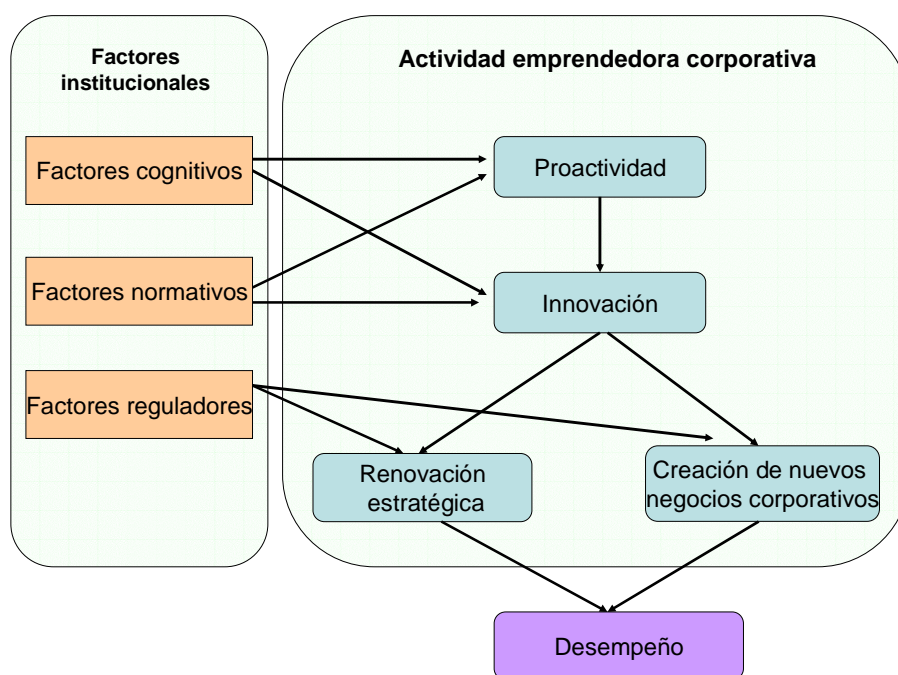 Factores
institucionales
Factores cognitivos
Factores normativos
Factores reguladores
Actividad emprendedora corporativa
Proactividad
Innovación
Renovación
estratégica
Creación de nuevos
negocios corporativos
Desempeño